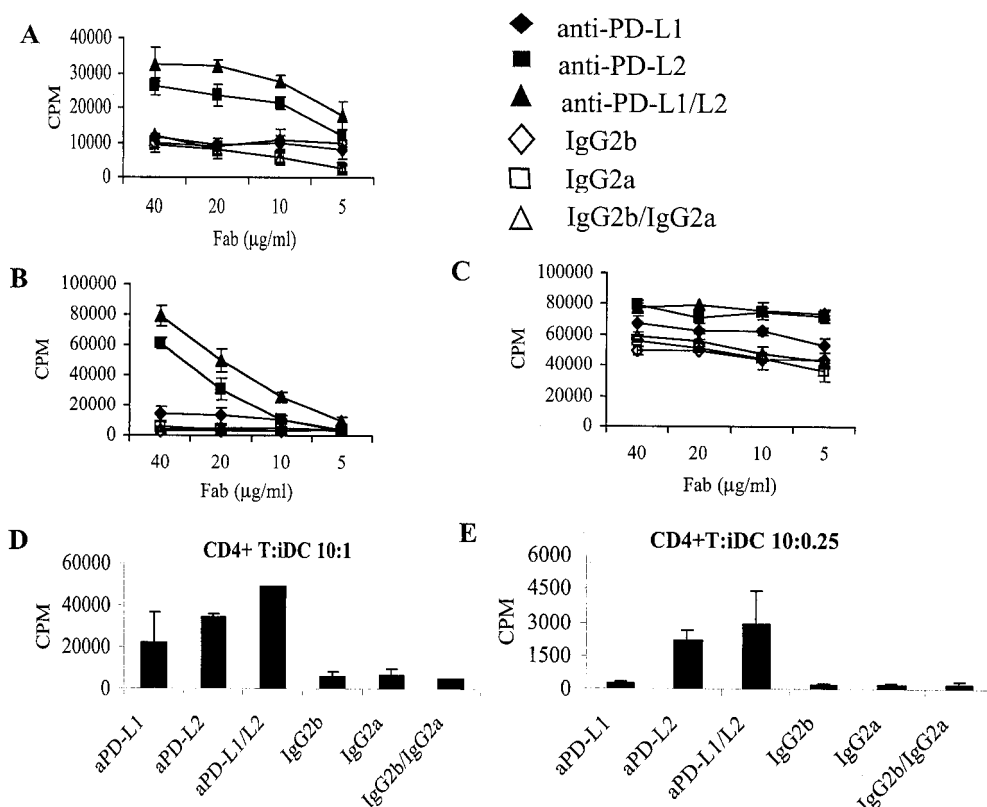 A
40000
30000
20000
10000
0
CPM
40 20 10 5
Fab (µg/ml)
anti-PD-L1
anti-PD-L2
anti-PD-L1/L2
IgG2b
IgG2a
IgG2b/IgG2a
B
100000
80000
60000
40000
20000
0
CPM
40 20 10 5
Fab (µg/ml)
C
100000
80000
60000
40000
20000
0
CPM
40 20 10 5
Fab (µg/ml)
D
CD4+ T:iDC 10:1
60000
40000
20000
0
CPM
aPD-L1
aPD-L2
aPD-L1/L2
IgG2b
IgG2a
IgG2b/IgG2a
E
CD4+T:iDC 10:0.25
6000
4500
3000
1500
0
CPM
aPD-L1
aPD-L2
aPD-L1/L2
IgG2b
IgG2a
IgG2b/IgG2a